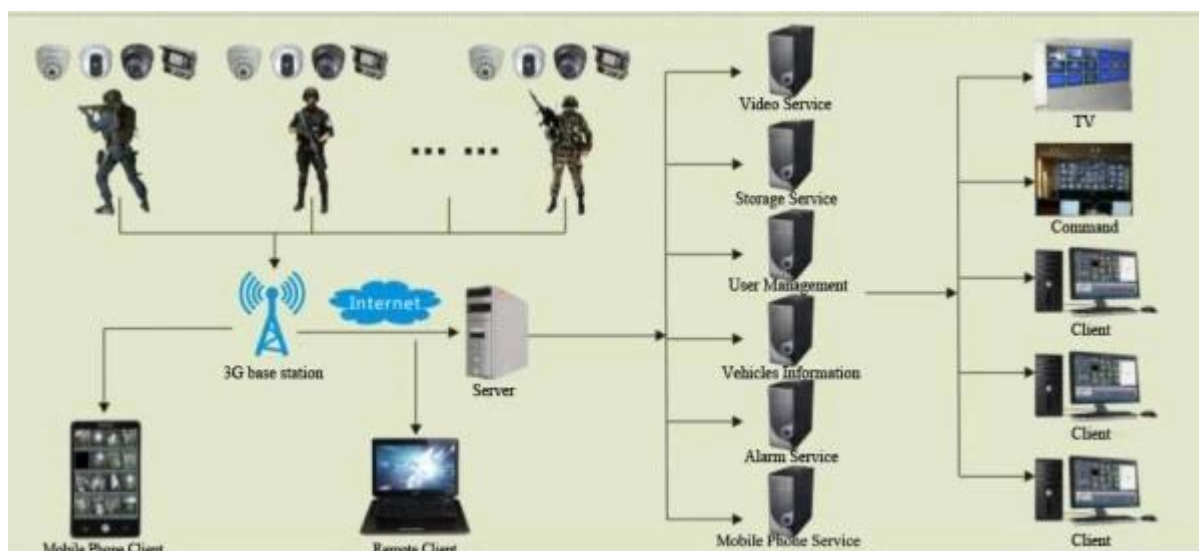 Video Service
TV
Storage Service
Command
User Management
Internet
Client
3G base station
Vehicles Information
Server
Client
Alarm Service
Mobile Phone Client
Remote Client
Mobile Phone Service
Client